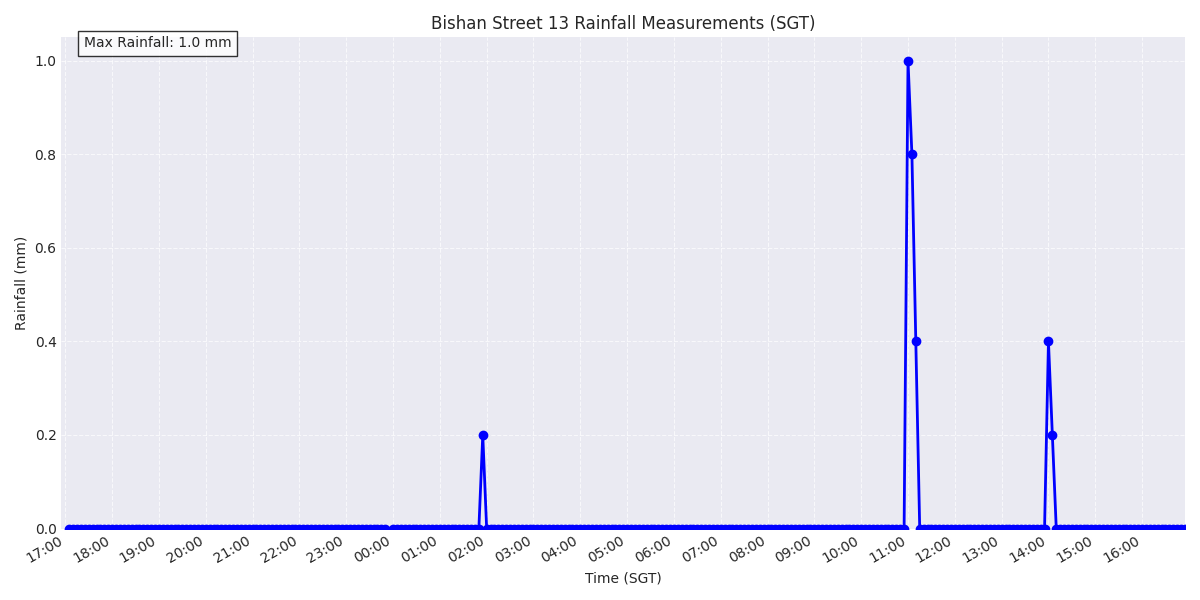 Bishan Street 13 Rainfall Measurements (SGT)
Max Rainfall: 1.0 mm
1.0
0.8
0.6
0.4
0.2
0.0
Rainfall (mm)
17:00 18:00 19:00 20:00 21:00 22:00 23:00 00:00 01:00 02:00 03:00 04:00 05:00 06:00 07:00 08:00 09:00 10:00 11:00 12:00 13:00 14:00 15:00 16:00
Time (SGT)